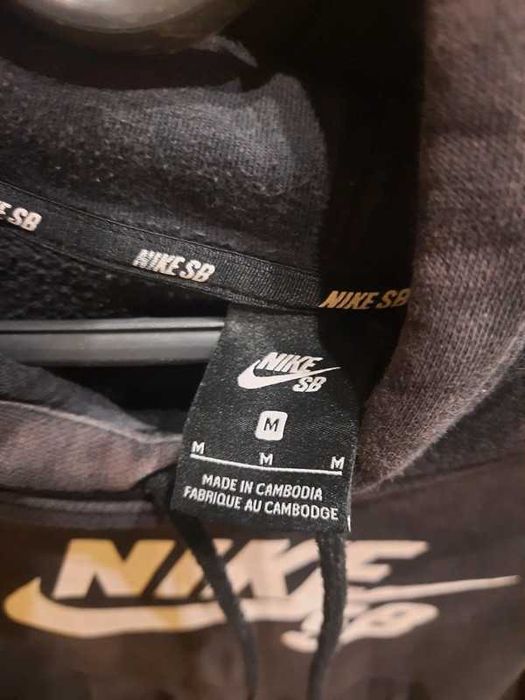 E SB
NIKE SB
NIKE SB
NIKE
SB
M
M M M
MADE IN CAMBODIA
FABRIQUE AU CAMBODGE
NIKE
SB